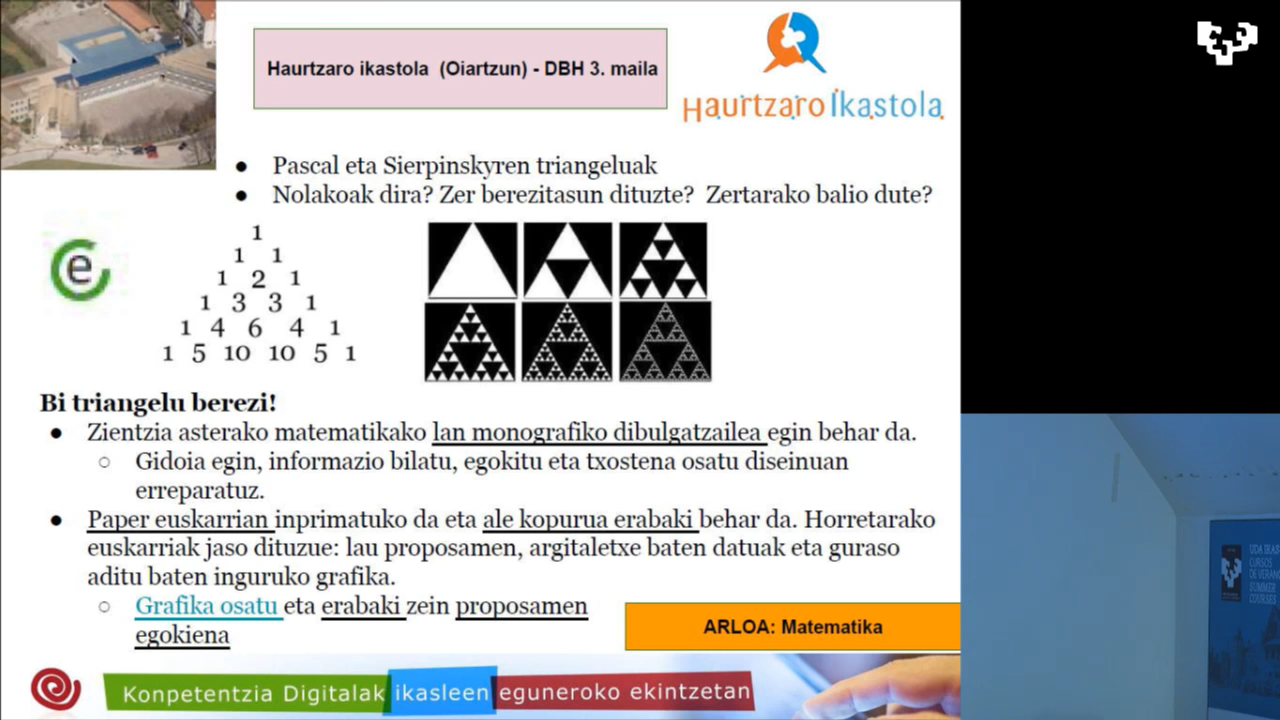 Haurtzaro ikastola (Oiartzun) - DBH 3. maila
Haurtzaro Ikastola
● Pascal eta Sierpinskyren triangeluak
● Nolakoak dira? Zer berezitasun dituzte? Zertarako balio dute?
e
1
1 1
1 2 1
1 3 3 1
1 4 6 4 1
1 5 10 10 5 1
Bi triangelu berezi!
● Zientzia asterako matematikako lan monografiko dibulgatzailea egin behar da.
○ Gidoia egin, informazio bilatu, egokitu eta txostena osatu diseinuan
erreparatuz.
● Paper euskarrian inprimatuko da eta ale kopurua erabaki behar da. Horretarako
euskarriak jaso dituzue: lau proposamen, argitaletxe baten datuak eta guraso
aditu baten inguruko grafika.
○ Grafika osatu eta erabaki zein proposamen
egokiena
ARLOA: Matematika
Konpetentzia Digitalak ikasleen eguneroko ekintzetan
UDA
CURSOS
DE
SUMMER
COURSES